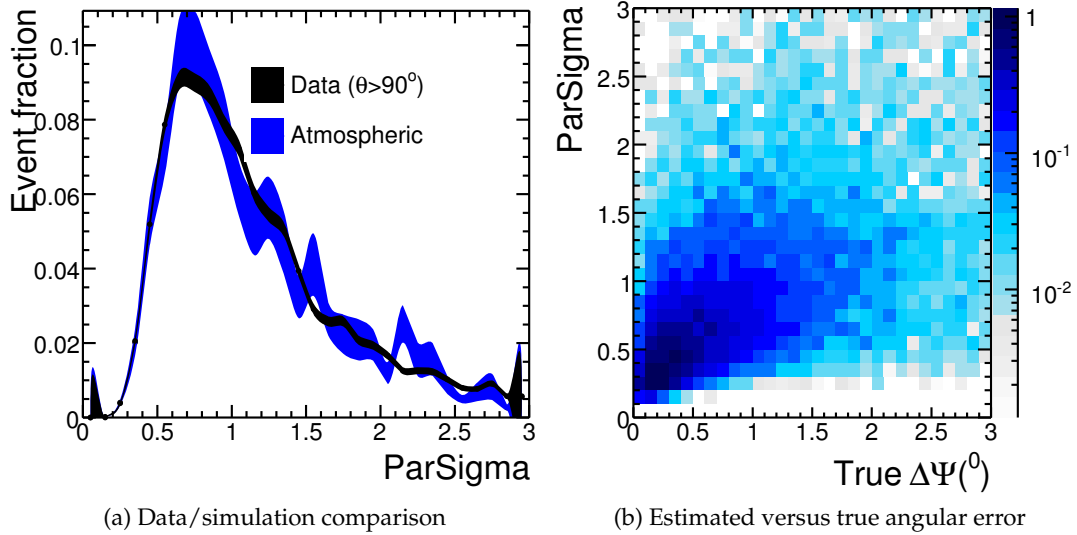 Event fraction
0.1
0.08
0.06
0.04
0.02
0
0 0.5 1 1.5 2 2.5 3
ParSigma
Data (θ>90°)
Atmospheric
(a) Data/simulation comparison
ParSigma
3
2.5
2
1.5
1
0.5
0
0 0.5 1 1.5 2 2.5 3
True ΔΨ(⁰)
1
10⁻¹
10⁻²
(b) Estimated versus true angular error